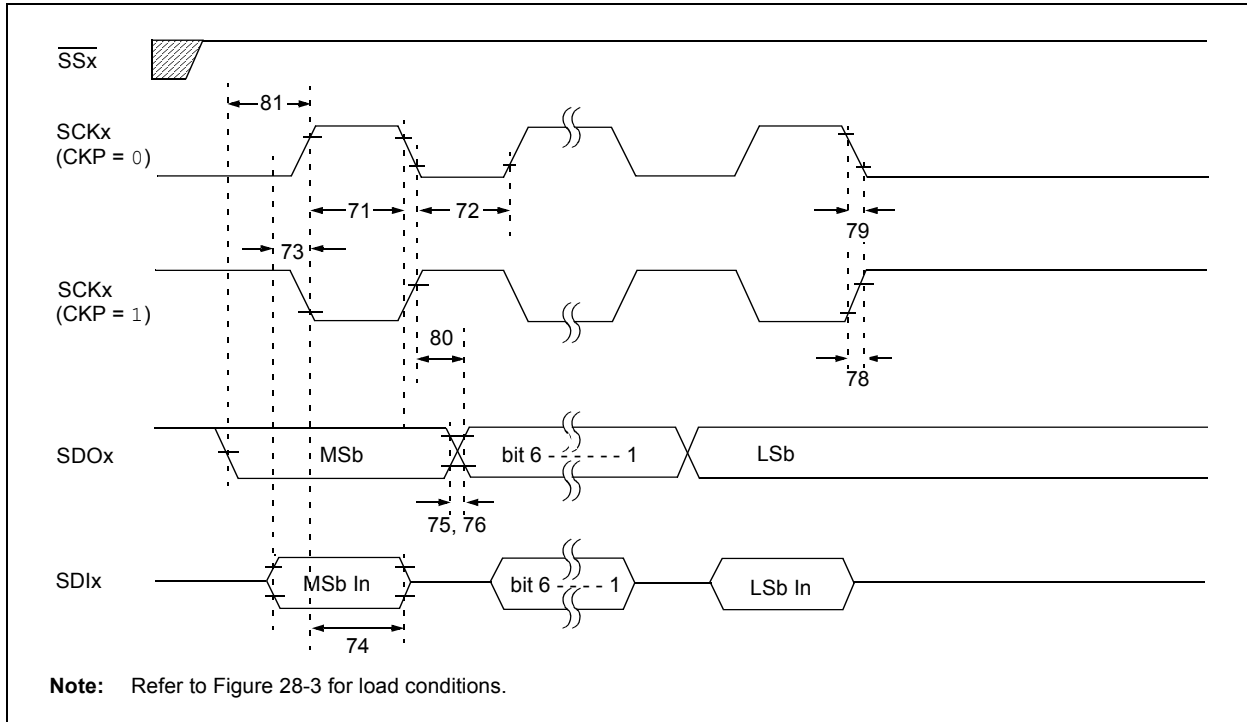 SSx
81
SCKx
(CKP = 0)
71
72
79
73
SCKx
(CKP = 1)
80
78
SDOx
MSb
bit 6 - - - - - - 1
LSb
75, 76
SDIx
MSb In
bit 6 - - - - 1
LSb In
74
Note: Refer to Figure 28-3 for load conditions.